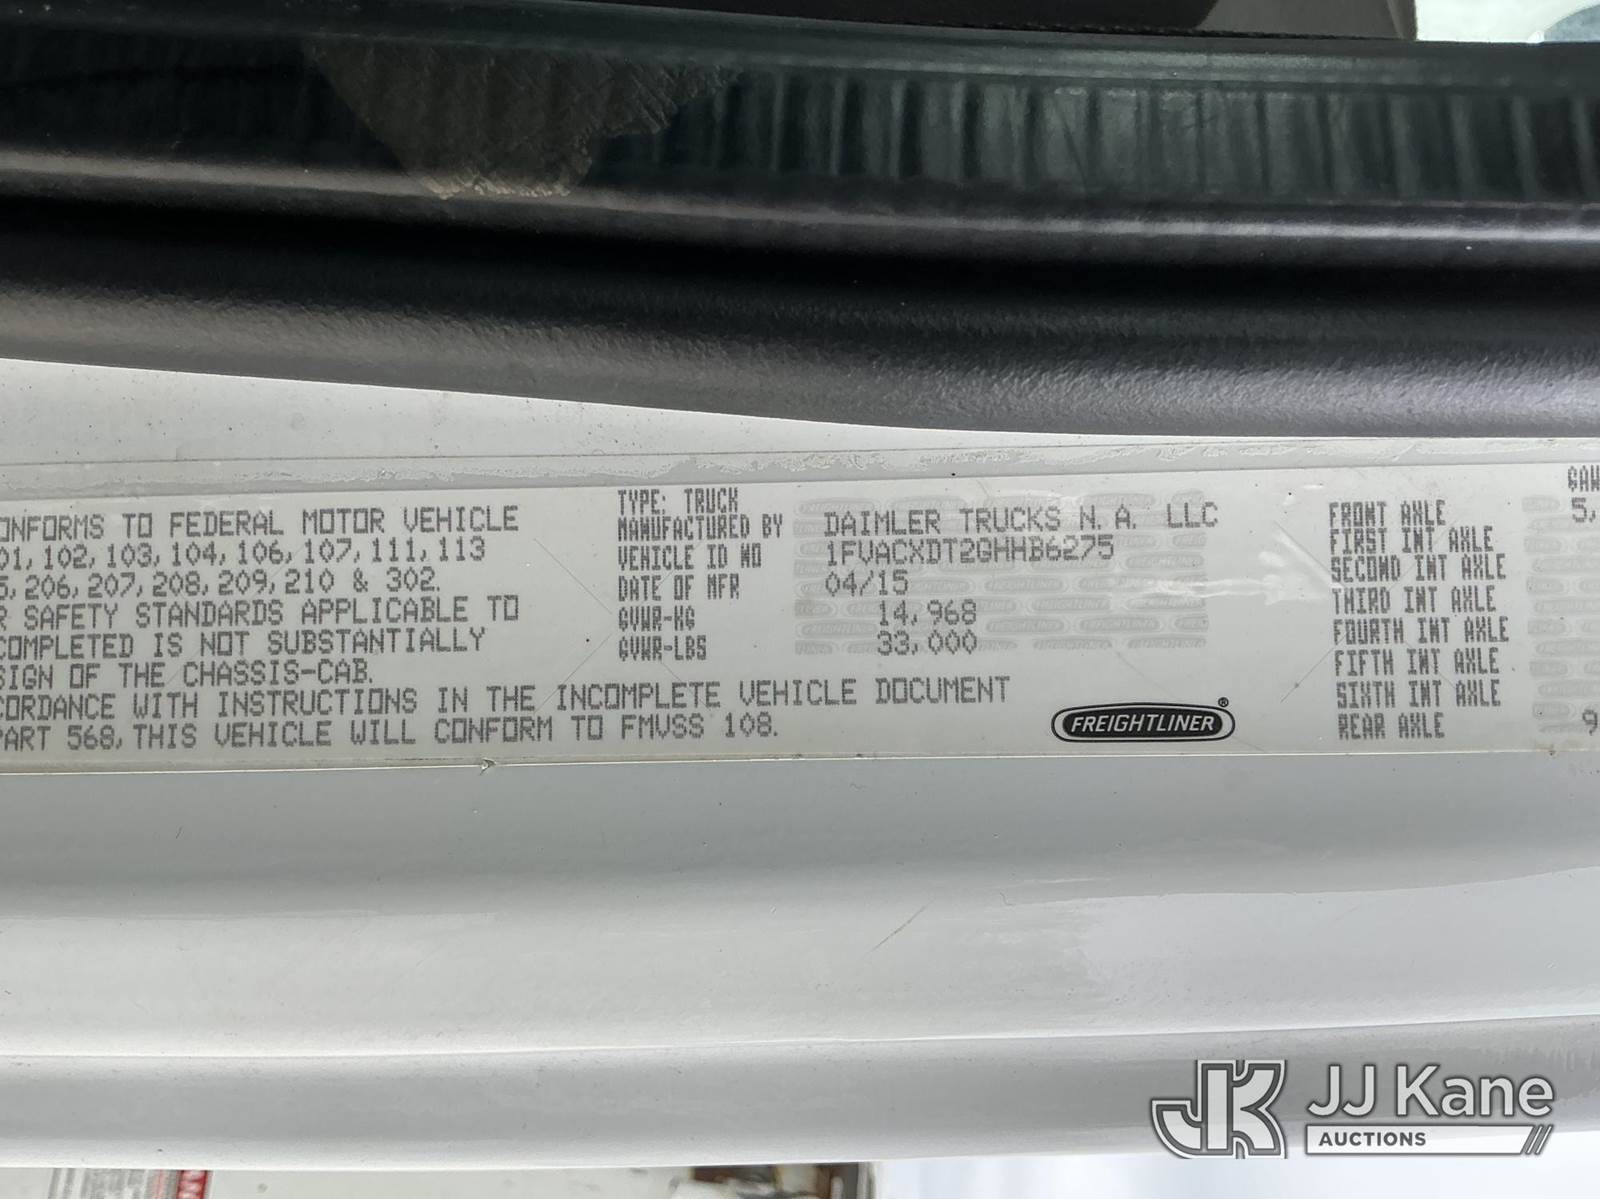 ONFORMS TO FEDERAL MOTOR VEHICLE
01, 102, 103, 104, 106, 107, 111, 113
5, 206, 207, 208, 209, 210 & 302.
R SAFETY STANDARDS APPLICABLE TO
COMPLETED IS NOT SUBSTANTIALLY
SIGN OF THE CHASSIS-CAB.
CORDANCE WITH INSTRUCTIONS IN THE INCOMPLETE VEHICLE DOCUMENT
PART 568, THIS VEHICLE WILL CONFORM TO FMVSS 108.
TYPE: TRUCK
MANUFACTURED BY DAIMLER TRUCKS N. A. LLC
VEHICLE ID NO 1FVACXDT2GHHB6275
DATE OF MFR 04/15
GVWR-KG 14, 968
GVWR-LBS 33, 000
FREIGHTLINER®
GAW
FRONT AXLE 5,
FIRST INT AXLE
SECOND INT AXLE
THIRD INT AXLE
FOURTH INT AXLE
FIFTH INT AXLE
SIXTH INT AXLE
REAR AXLE 9
JK JJ Kane
AUCTIONS